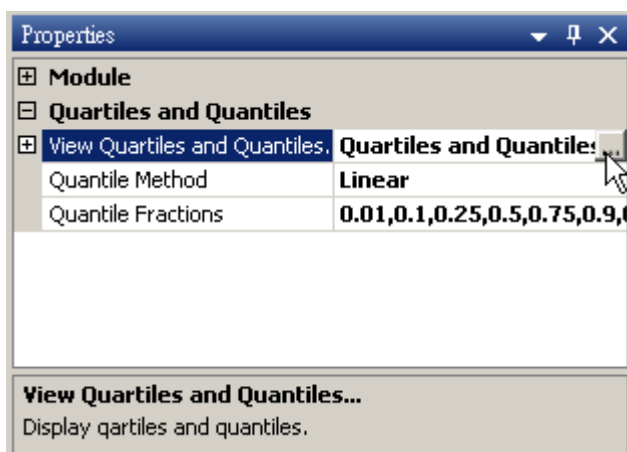 Properties
Module
Quartiles and Quantiles
View Quartiles and Quantiles. Quartiles and Quantiles ...
Quantile Method Linear
Quantile Fractions 0.01,0.1,0.25,0.5,0.75,0.9,
View Quartiles and Quantiles...
Display qartiles and quantiles.